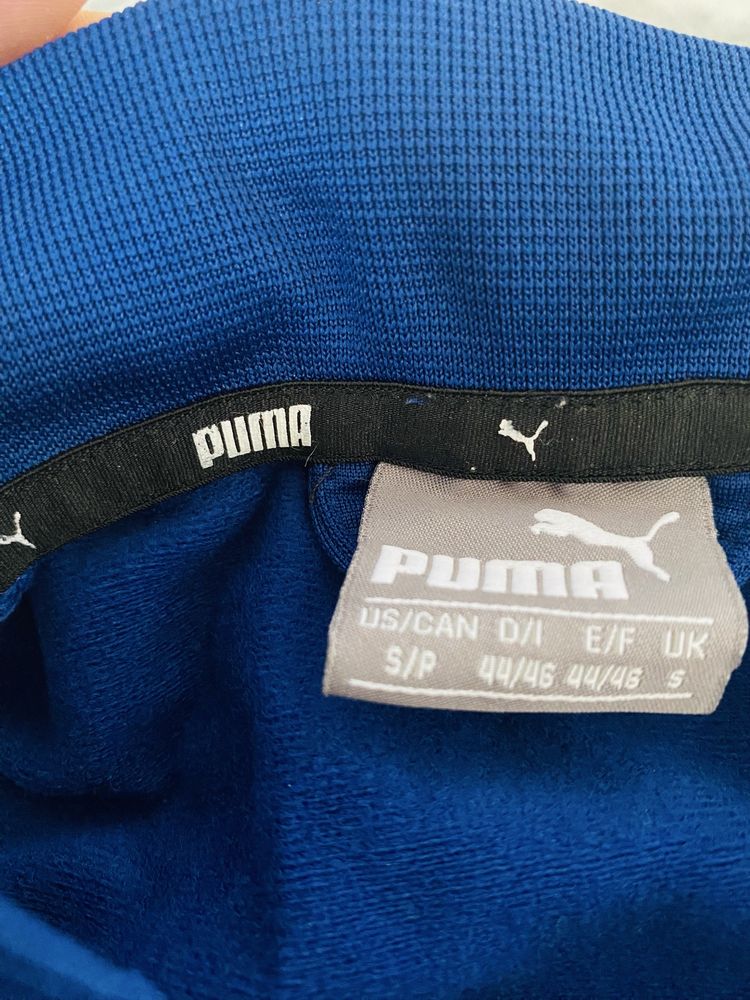 PUMA
PUMA
US/CAN D/I E/F UK
S/P 44/46 44/46 S